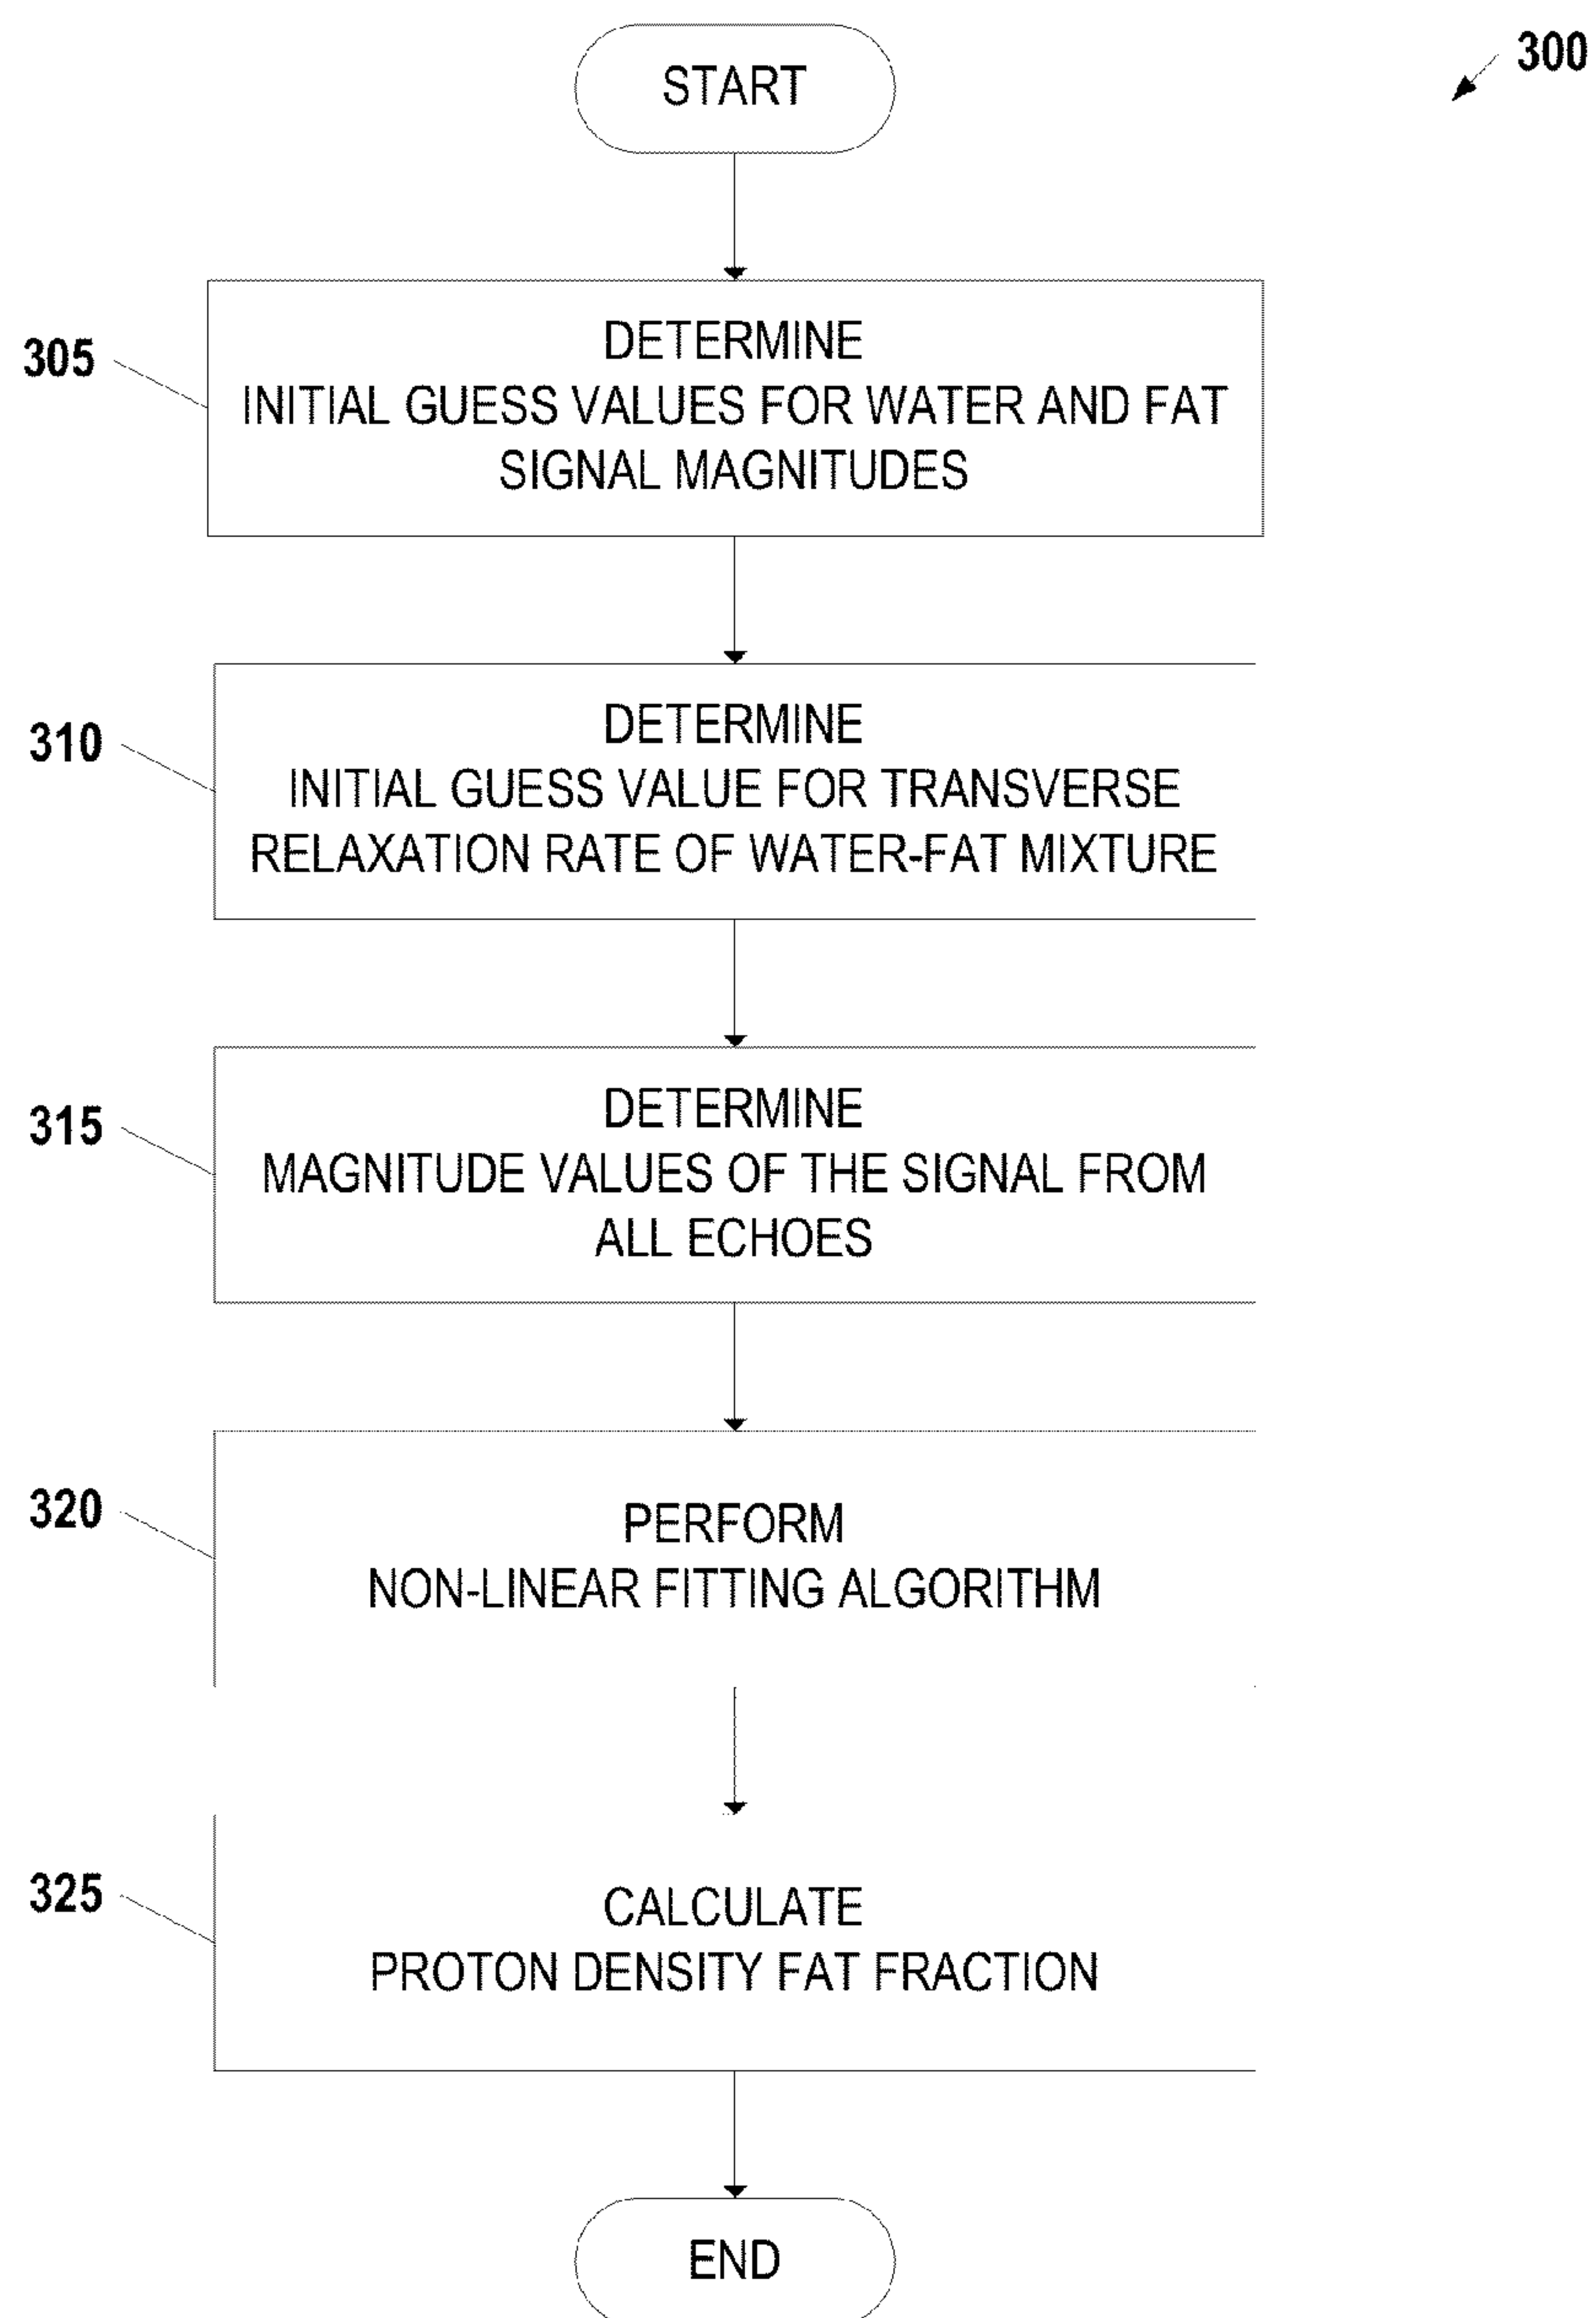 300
START
305
DETERMINE
INITIAL GUESS VALUES FOR WATER AND FAT
SIGNAL MAGNITUDES
310
DETERMINE
INITIAL GUESS VALUE FOR TRANSVERSE
RELAXATION RATE OF WATER-FAT MIXTURE
315
DETERMINE
MAGNITUDE VALUES OF THE SIGNAL FROM
ALL ECHOES
320
PERFORM
NON-LINEAR FITTING ALGORITHM
325
CALCULATE
PROTON DENSITY FAT FRACTION
END